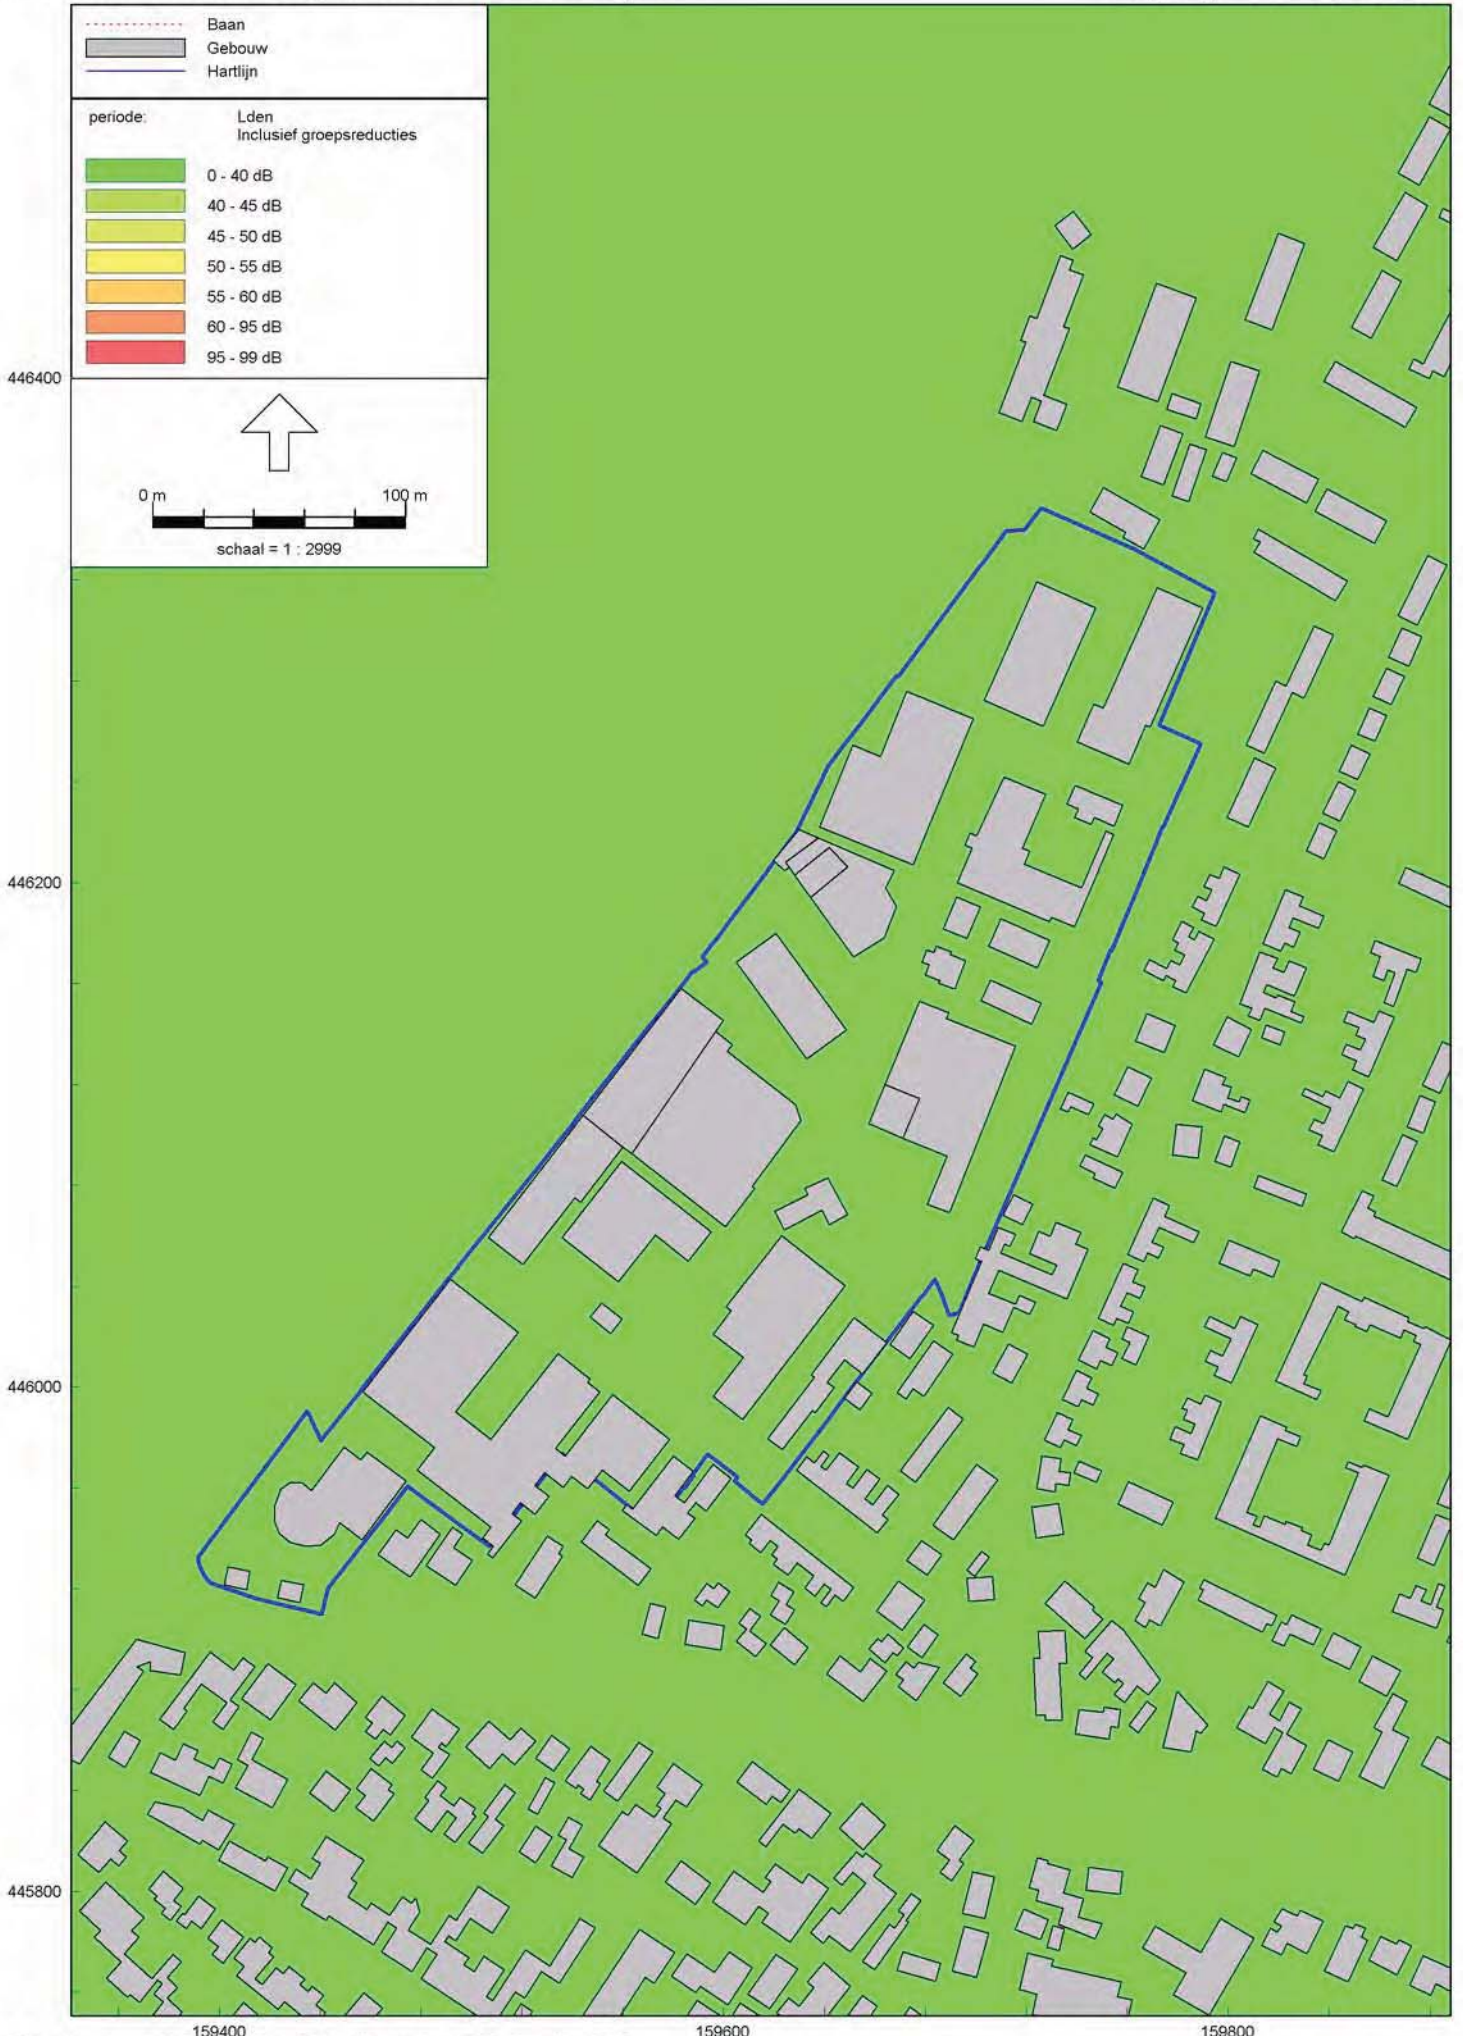 Baan
Gebouw
Hartlijn
periode: Lden
Inclusief groepsreducties
0 - 40 dB
40 - 45 dB
45 - 50 dB
50 - 55 dB
55 - 60 dB
60 - 95 dB
95 - 99 dB
446400
0 m 100 m
schaal = 1 : 2999
446200
446000
445800
159400 159600 159800